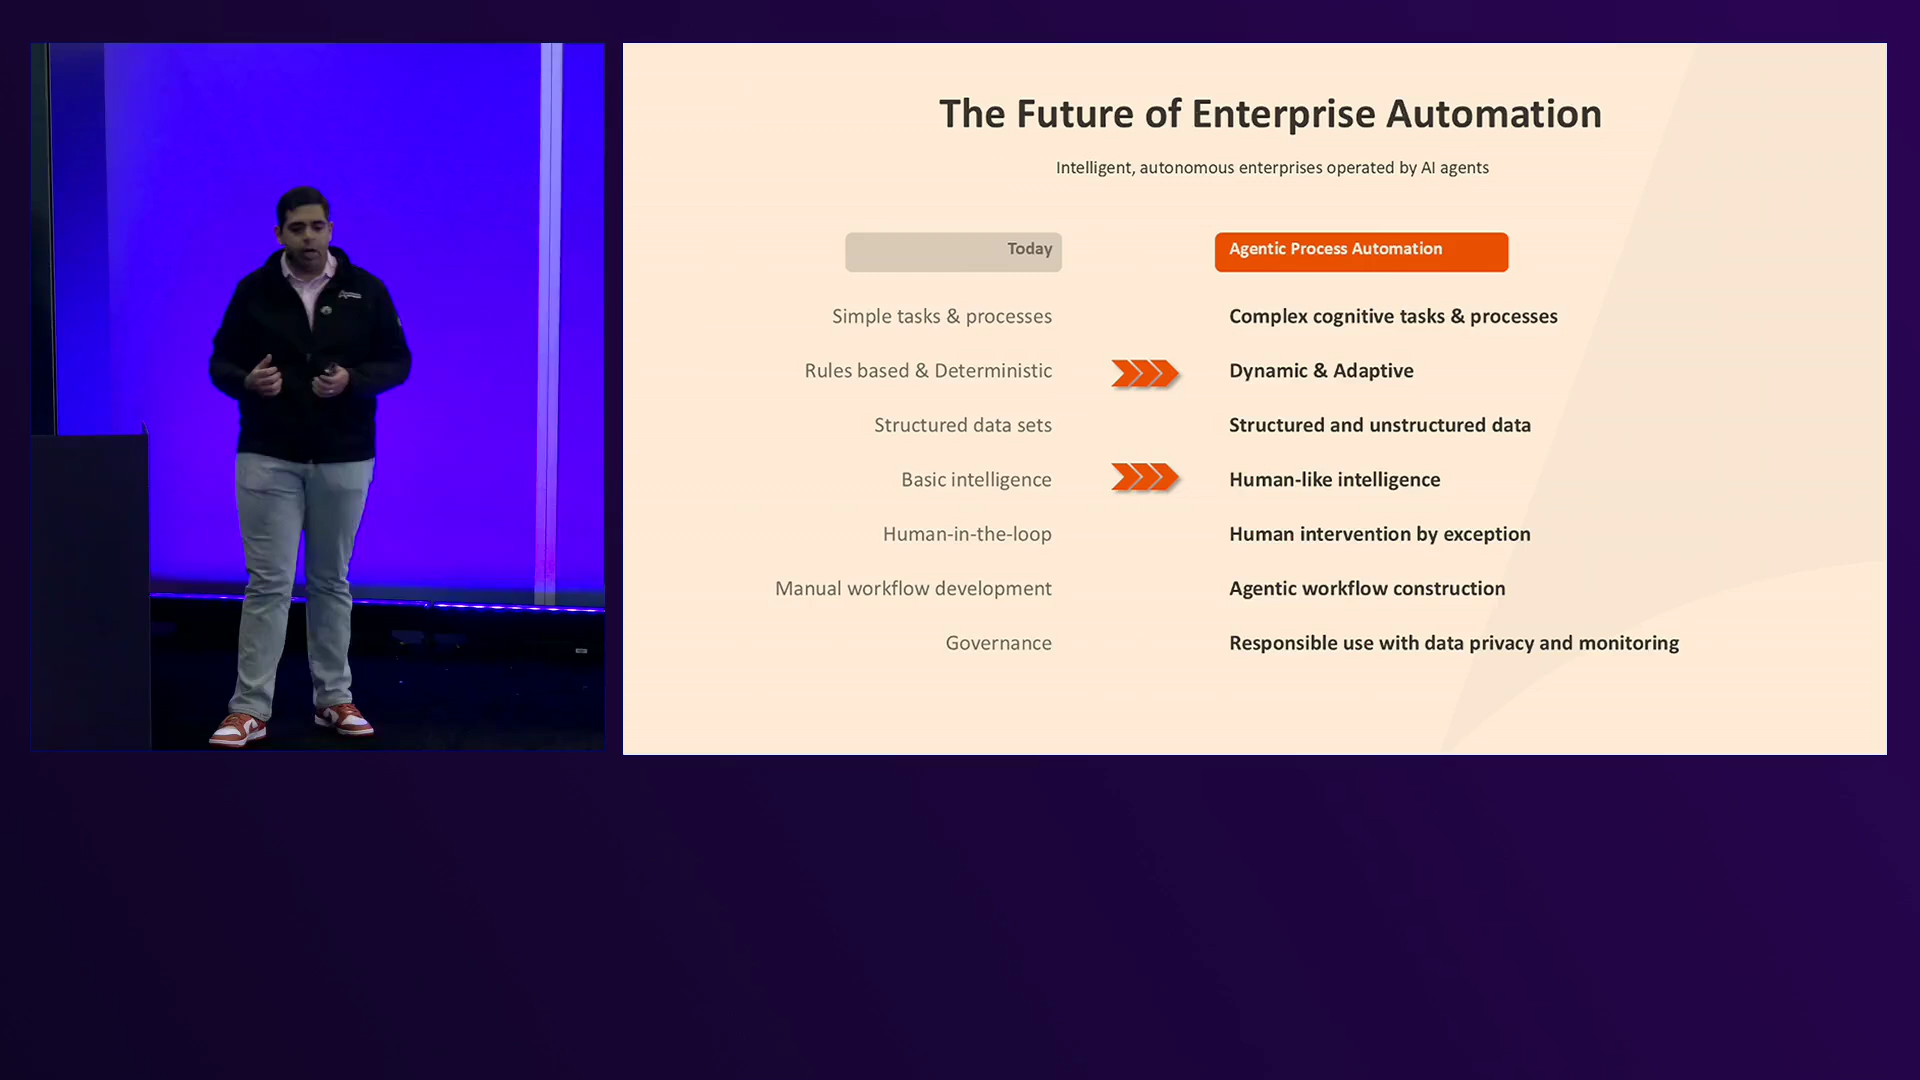 The Future of Enterprise Automation
Intelligent, autonomous enterprises operated by AI agents
Today
Agentic Process Automation
Simple tasks & processes
Complex cognitive tasks & processes
Rules based & Deterministic
Dynamic & Adaptive
Structured data sets
Structured and unstructured data
Basic intelligence
Human-like intelligence
Human-in-the-loop
Human intervention by exception
Manual workflow development
Agentic workflow construction
Governance
Responsible use with data privacy and monitoring